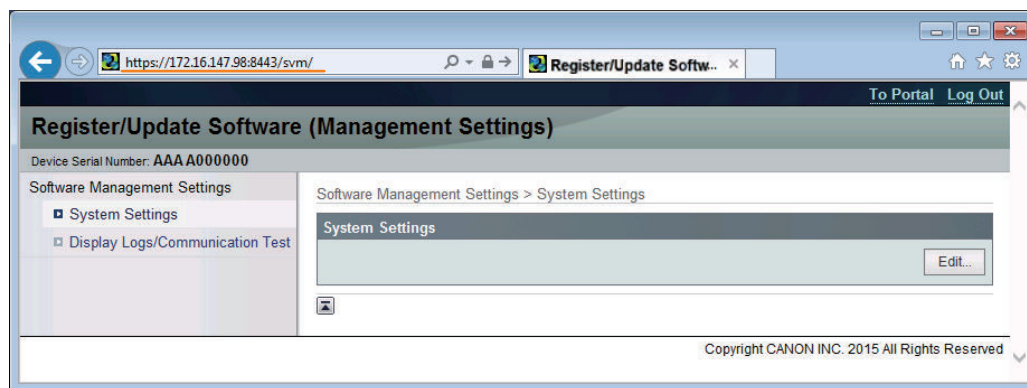 https://172.16.147.98:8443/svm/
Register/Update Softw...
To Portal Log Out
Register/Update Software (Management Settings)
Device Serial Number: AAAA000000
Software Management Settings
System Settings
Display Logs/Communication Test
Software Management Settings > System Settings
System Settings
Edit...
Copyright CANON INC. 2015 All Rights Reserved